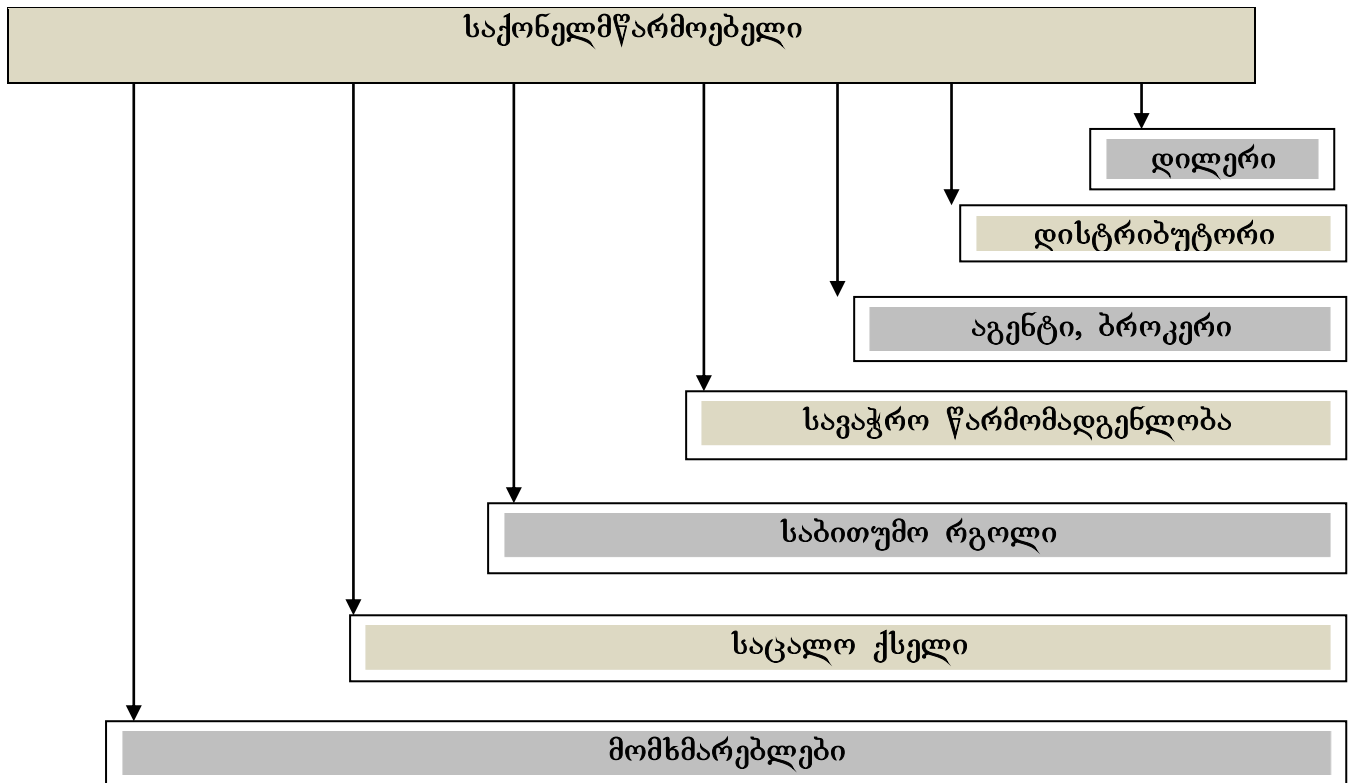 საქონელმწარმოებელი
დილერი
დისტრიბუტორი
აგენტი, ბროკერი
სავაჭრო წარმომადგენლობა
საბითუმო რგოლი
საცალო ქსელი
მომხმარებლები